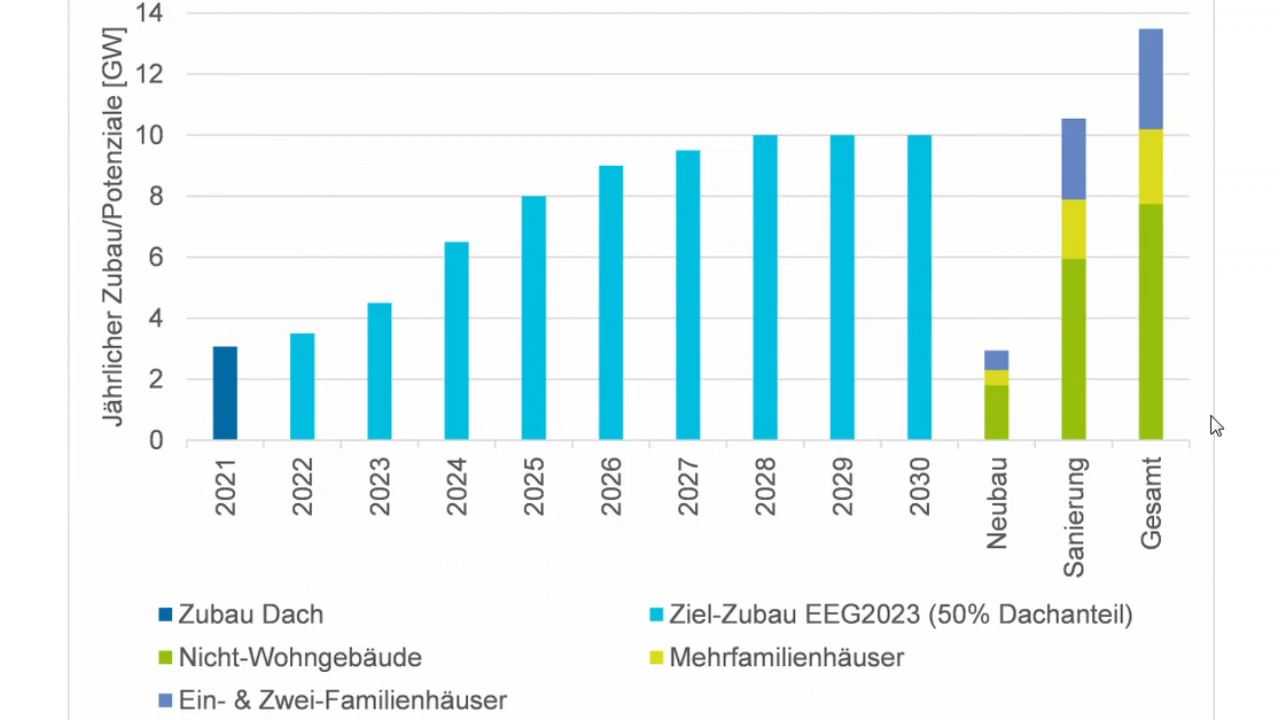 Jährlicher Zubau/Potenziale [GW]
14
12
10
8
6
4
2
0
2021
2022
2023
2024
2025
2026
2027
2028
2029
2030
Neubau
Sanierung
Gesamt
Zubau Dach
Ziel-Zubau EEG2023 (50% Dachanteil)
Nicht-Wohngebäude
Mehrfamilienhäuser
Ein- & Zwei-Familienhäuser